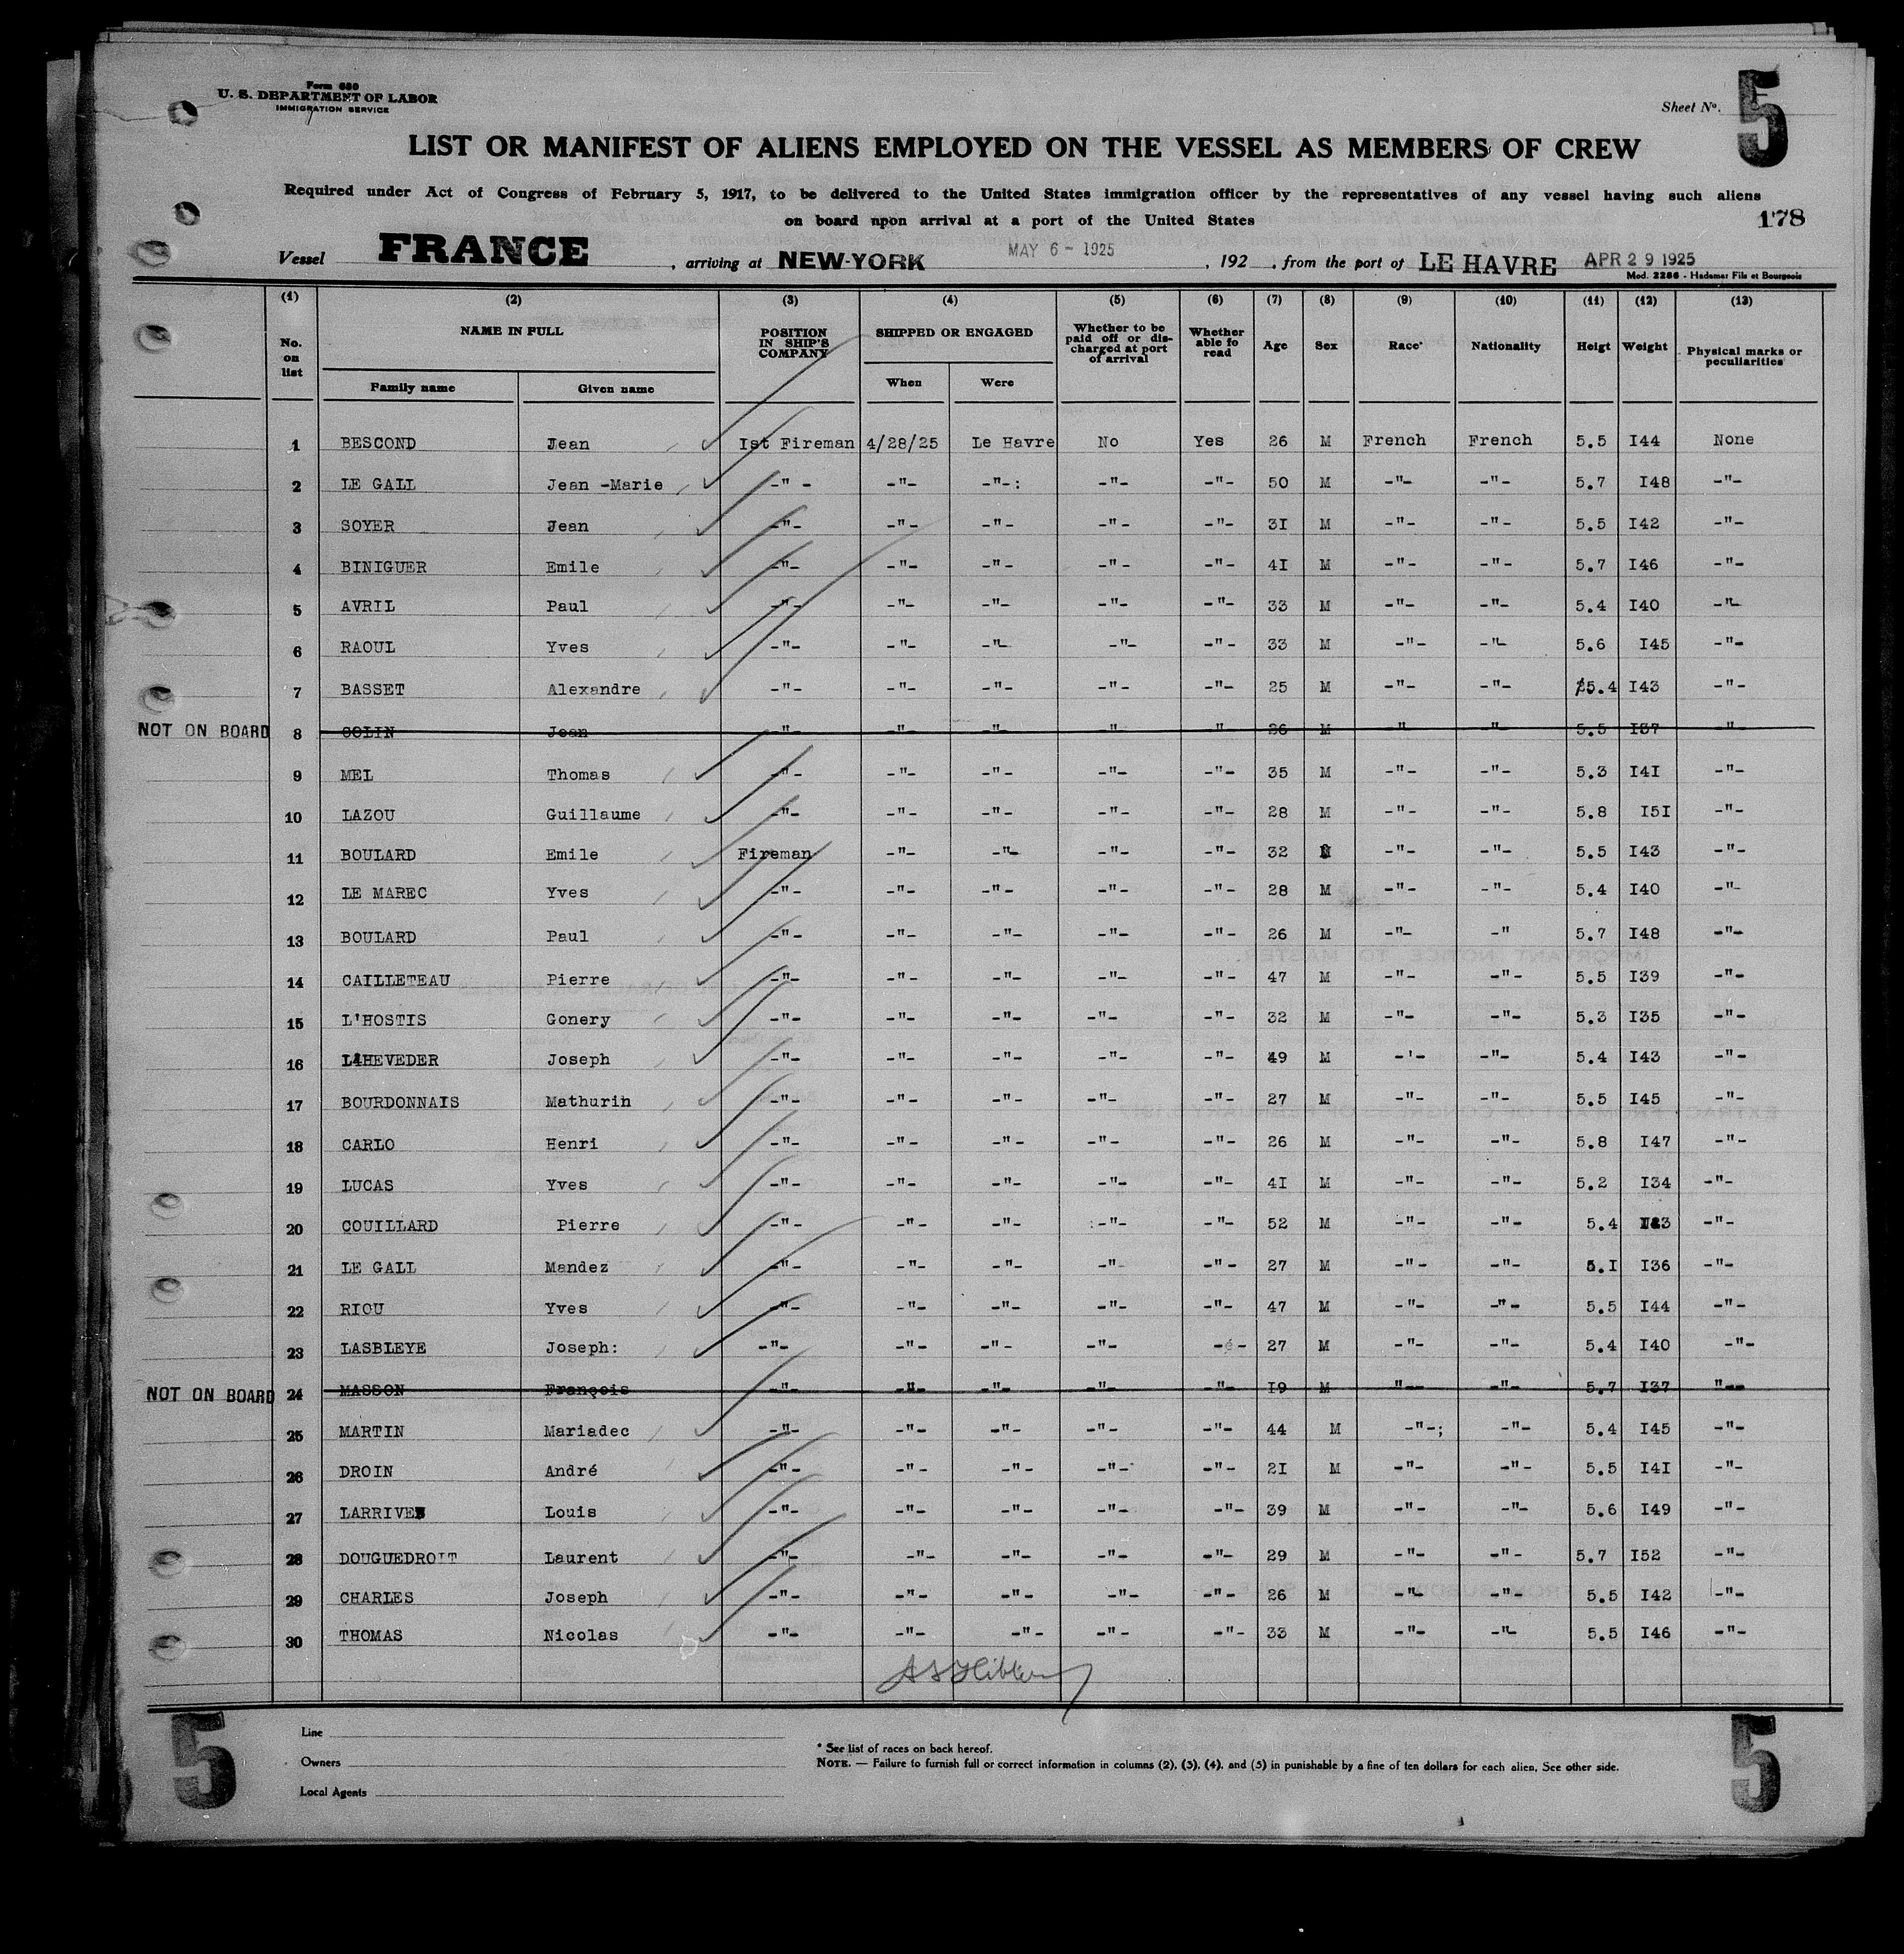 Form 680
U. S. DEPARTMENT OF LABOR
IMMIGRATION SERVICE
Sheet No. 5
LIST OR MANIFEST OF ALIENS EMPLOYED ON THE VESSEL AS MEMBERS OF CREW
Required under Act of Congress of February 5, 1917, to be delivered to the United States immigration officer by the representatives of any vessel having such aliens
on board upon arrival at a port of the United States
178
Vessel FRANCE , arriving at NEW-YORK MAY 6 - 1925 , 192 , from the port of LE HAVRE APR 29 1925
Mod. 2286 - Hademar Fils et Bourgeois
(1) (2) (3) (4) (5) (6) (7) (8) (9) (10) (11) (12) (13)
No. on list NAME IN FULL POSITION IN SHIP'S COMPANY SHIPPED OR ENGAGED Whether to be paid off or discharged at port of arrival Whether able fo read Age Sex Race* Nationality Heigt Weight Physical marks or peculiarities
Family name Given name When Were
1 BESCOND Jean Ist Fireman 4/28/25 Le Havre No Yes 26 M French French 5.5 I44 None
2 LE GALL Jean -Marie -" - -"- -"-: -"- -"- 50 M -"- -"- 5.7 I48 -"-
3 SOYER Jean -"- -"- -"- -"- -"- 3I M -"- -"- 5.5 I42 -"-
4 BINIGUER Emile -"- -"- -"- -"- -"- 4I M -"- -"- 5.7 I46 -"-
5 AVRIL Paul -"- -"- -"- -"- -"- 33 M -"- -"- 5.4 I40 -"-
6 RAOUL Yves -"- -"- -"- -"- -"- 33 M -"- -"- 5.6 I45 -"-
7 BASSET Alexandre -"- -"- -"- -"- -"- 25 M -"- -"- 5.4 I43 -"-
NOT ON BOARD 8 COLIN Jean -"- -"- -"- -"- -"- 26 M -"- -"- 5.5 I37 -"-
9 MEL Thomas -"- -"- -"- -"- -"- 35 M -"- -"- 5.3 I4I -"-
10 LAZOU Guillaume -"- -"- -"- -"- -"- 28 M -"- -"- 5.8 I5I -"-
11 BOULARD Emile Fireman -"- -"- -"- -"- 32 M -"- -"- 5.5 I43 -"-
12 LE MAREC Yves -"- -"- -"- -"- -"- 28 M -"- -"- 5.4 I40 -"-
13 BOULARD Paul -"- -"- -"- -"- -"- 26 M -"- -" 5.7 I48 -"-
14 CAILLETEAU Pierre -"- -"- -"- -"- -"- 47 M -"- -"- 5.5 I39 -"-
15 L'HOSTIS Gonery -"- -"- -"- -"- -"- 32 M -"- -"- 5.3 I35 -"-
16 Joseph -"- -"- -"- -"- -"- 49 M -'- -"- 5.4 I43 -"-
17 BOURDONNAIS Mathurin -"- -"- -"- -"- -"- 27 M -"- -"- 5.5 I45 -"-
18 CARLO Henri -"- -"- -"- -"- -"- 26 M -"- -"- 5.8 I47 -"-
19 LUCAS Yves -"- -"- -"- -"- -"- 4I M -"- -"- 5.2 I34 -"-
20 COUILLARD Pierre -"- -"- -"- -"- -"- 52 M -"- -"- 5.4 -"-
21 LE GALL Mandez -"- -"- -"- -"- -"- 27 M -"- -"- 5.I I36 -"-
22 RIOU Yves -"- -"- -"- -"- -"- 47 M -"- -"- 5.5 I44 -"-
23 LASBLEYE Joseph: -"- -"- -"- -"- 27 M -"- -"- 5.4 I40 -"-
NOT ON BOARD 24 MASSON François -"- -"- -"- -"- -"- I9 M "-- -"- 5.7 I37 "--
25 MARTIN Mariadec -"- -"- -"- -"- -"- 44 M -"-; -"- 5.4 I45 -"-
26 DROIN André -"- -"- -"- -"- -"- 2I M -"- -"- 5.5 I4I -"-
27 LARRIVE Louis -"- -"- -"- -"- -"- 39 M -"- -"- 5.6 I49 -"-
28 DOUGUEDROIT Laurent -"- -"- -"- -"- -"- 29 M -"- -"- 5.7 I52 -"-
29 CHARLES Joseph -"- -"- -"- -"- -"- 26 M -"- -"- 5.5 I42 -"-
30 THOMAS Nicolas -"- -"- -"- -"- -"- 33 M -"- -"- 5.5 I46 -"-
5
Line
Owners
Local Agents
* See list of races on back hereof.
NOTE. — Failure to furnish full or correct information in columns (2), (3), (4), and (5) in punishable by a fine of ten dollars for each alien, See other side.
5